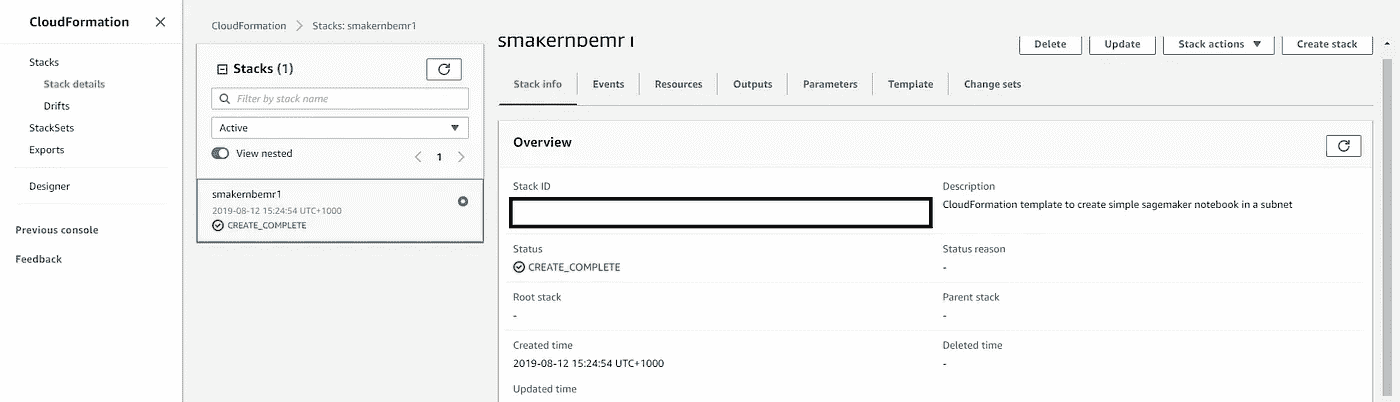 CloudFormation
Stacks
Stack details
Drifts
StackSets
Exports
Designer
Previous console
Feedback
CloudFormation > Stacks: smakernbemr1
Stacks (1)
Filter by stack name
Active
View nested
1
smakernbemr1
2019-08-12 15:24:54 UTC+1000
CREATE_COMPLETE
smakernbemr1
Delete
Update
Stack actions
Create stack
Stack info
Events
Resources
Outputs
Parameters
Template
Change sets
Overview
Stack ID
Description
CloudFormation template to create simple sagemaker notebook in a subnet
Status
CREATE_COMPLETE
Status reason
-
Root stack
-
Parent stack
-
Created time
2019-08-12 15:24:54 UTC+1000
Deleted time
-
Updated time